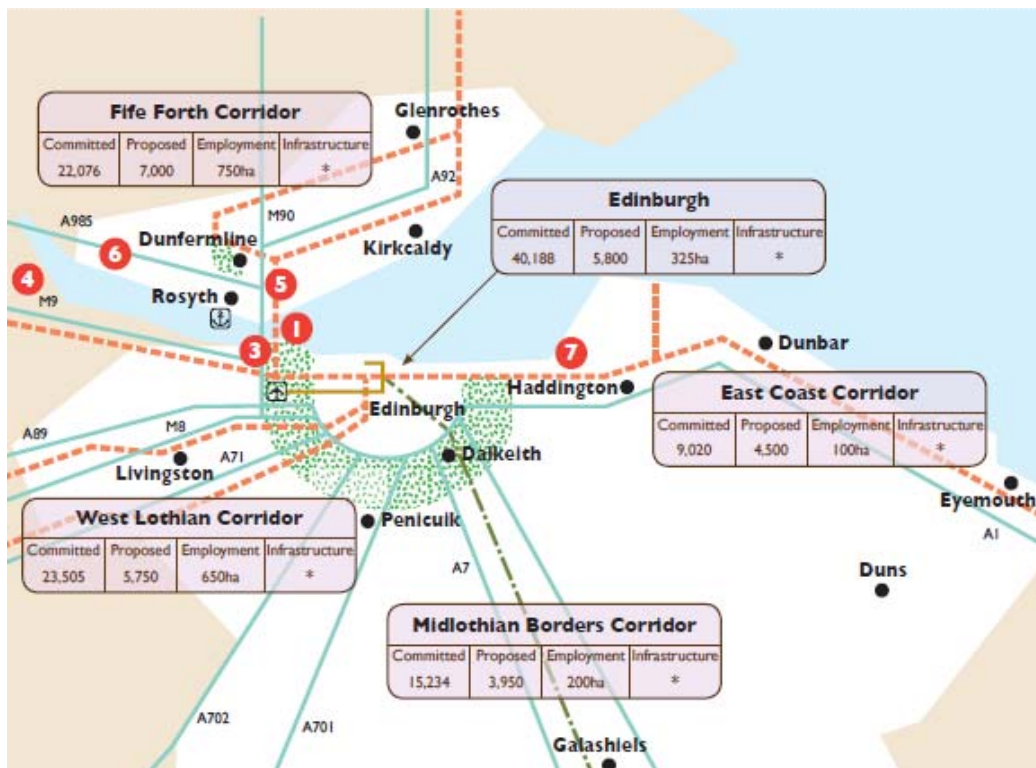 Fife Forth Corridor
Committed Proposed Employment Infrastructure
22,076 7,000 750ha *
Glenrothes
A92
Edinburgh
Committed Proposed Employment Infrastructure
40,188 5,800 325ha *
A985
M90
Dunfermline
Kirkcaldy
6
4
5
M9
Rosyth
1
3
7
Dunbar
Haddington
East Coast Corridor
Committed Proposed Employment Infrastructure
9,020 4,500 100ha *
Edinburgh
A89
M8
Livingston
A71
Dalkeith
Eyemouth
West Lothian Corridor
Committed Proposed Employment Infrastructure
23,505 5,750 650ha *
Penicuik
A1
A7
Duns
Midlothian Borders Corridor
Committed Proposed Employment Infrastructure
15,234 3,950 200ha *
A702
A701
Galashiels